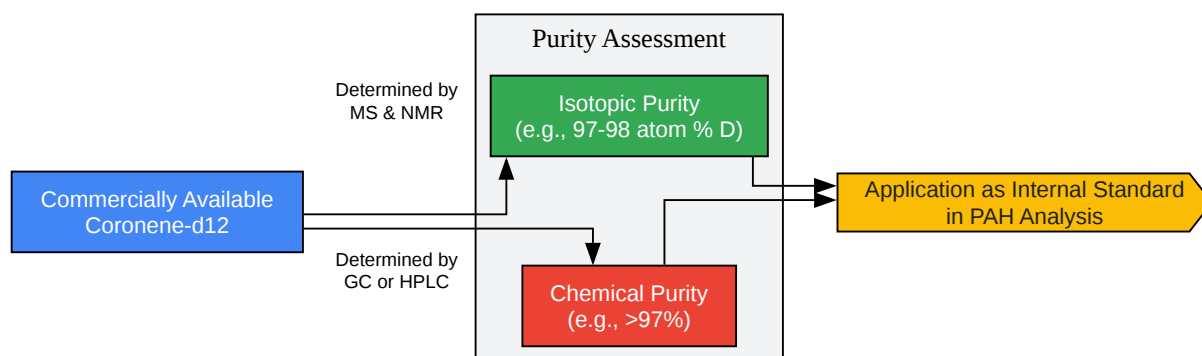 Purity Assessment
Determined by
MS & NMR
Isotopic Purity
(e.g., 97-98 atom % D)
Commercially Available
Coronene-d12
Application as Internal Standard
in PAH Analysis
Determined by
GC or HPLC
Chemical Purity
(e.g., >97%)